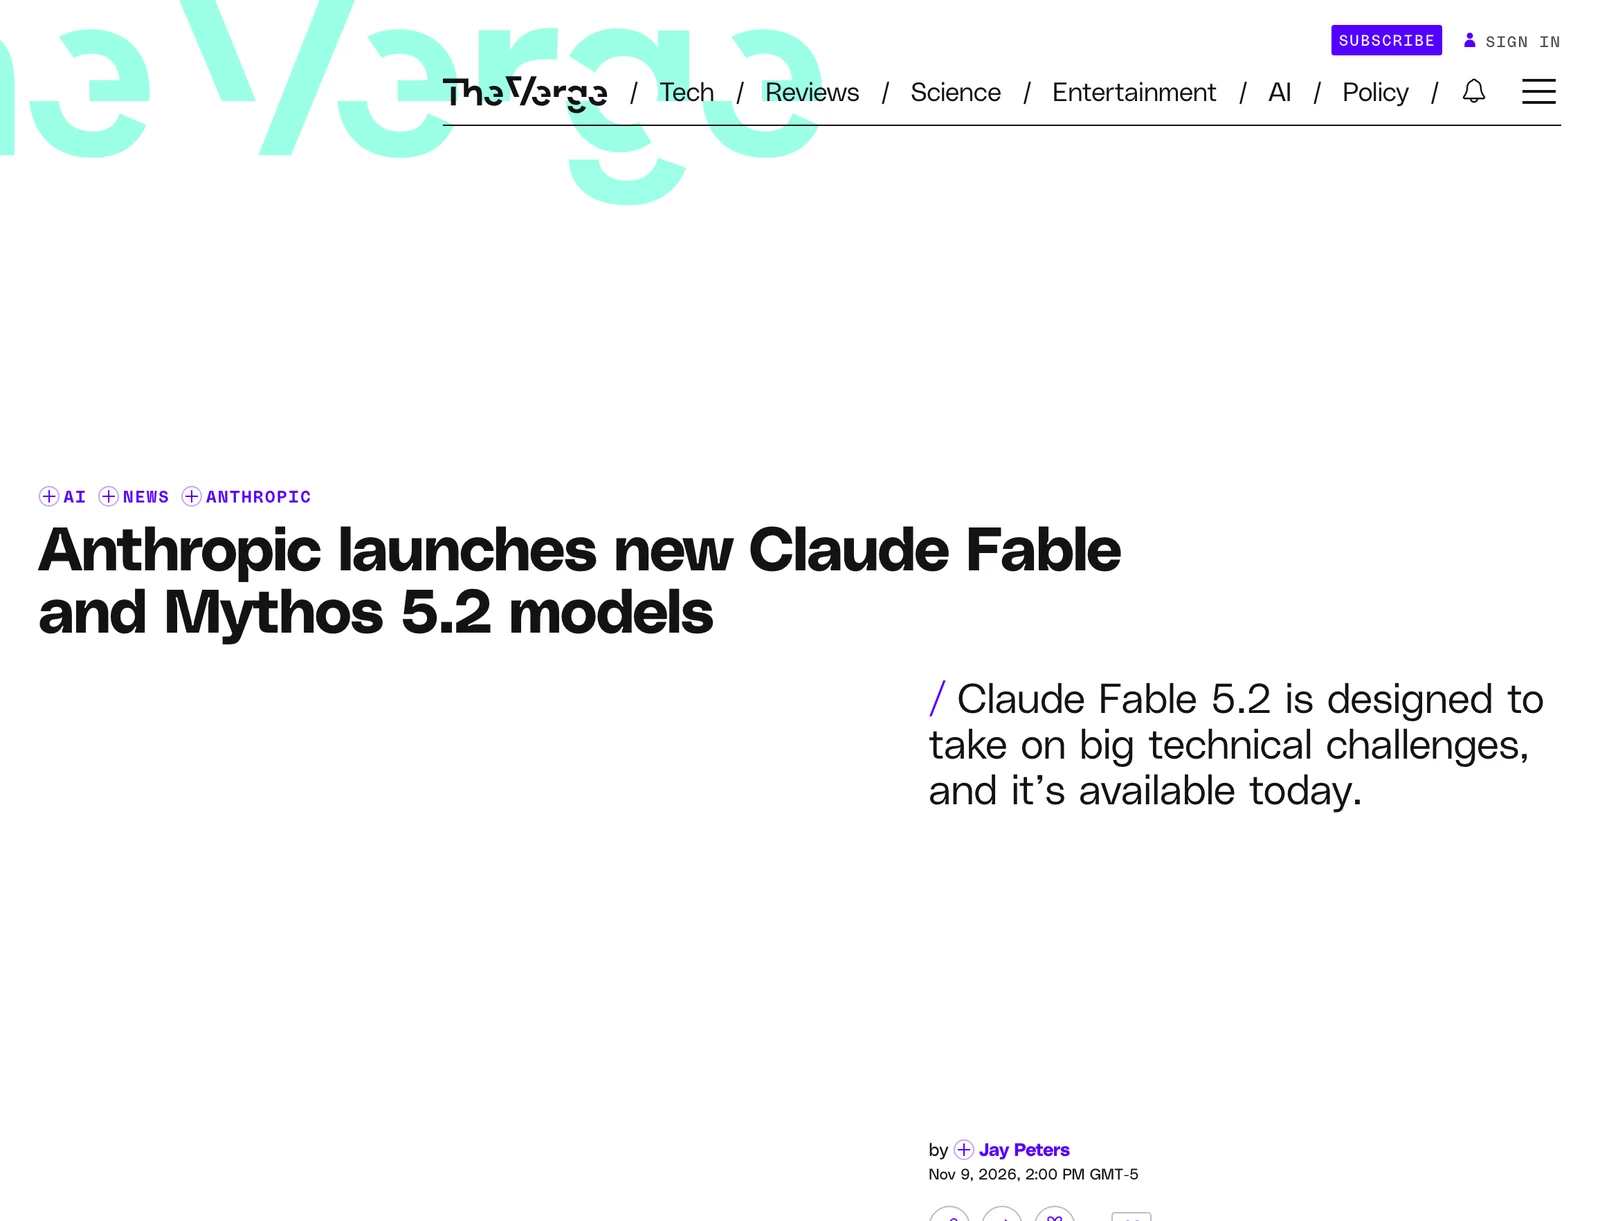 The Verge
SUBSCRIBE SIGN IN
The Verge / Tech / Reviews / Science / Entertainment / AI / Policy /
AI NEWS ANTHROPIC
Anthropic launches new Claude Fable
and Mythos 5.2 models
/ Claude Fable 5.2 is designed to
take on big technical challenges,
and it’s available today.
by Jay Peters
Nov 9, 2026, 2:00 PM GMT-5